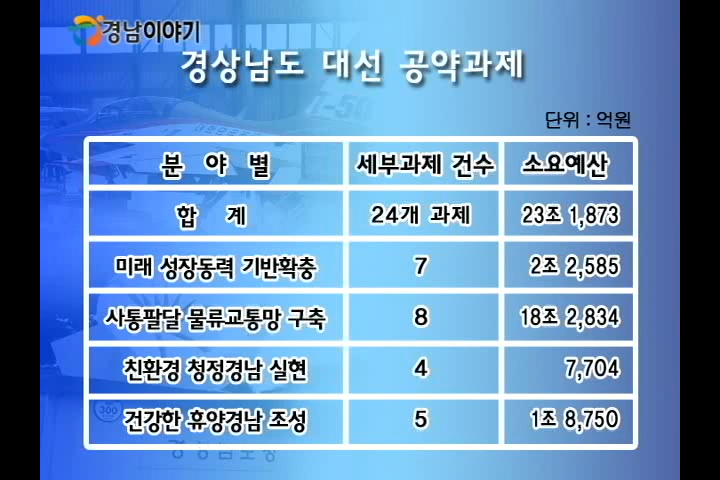 경남이야기
경상남도 대선 공약과제
단위 : 억원
분 야 별 세부과제 건수 소요예산
합 계 24개 과제 23조 1,873
미래 성장동력 기반확충 7 2조 2,585
사통팔달 물류교통망 구축 8 18조 2,834
친환경 청정경남 실현 4 7,704
건강한 휴양경남 조성 5 1조 8,750
300